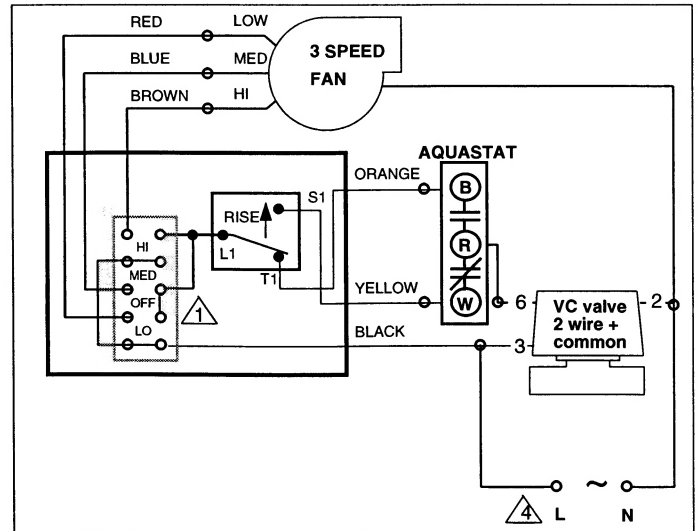 RED LOW
BLUE MED
BROWN HI
3 SPEED
FAN
AQUASTAT
ORANGE
B
S1
RISE
L1
T1
R
HI
MED
OFF
LO
1
YELLOW
W
6
VC valve
2 wire +
common
2
BLACK
3
4
L ~ N